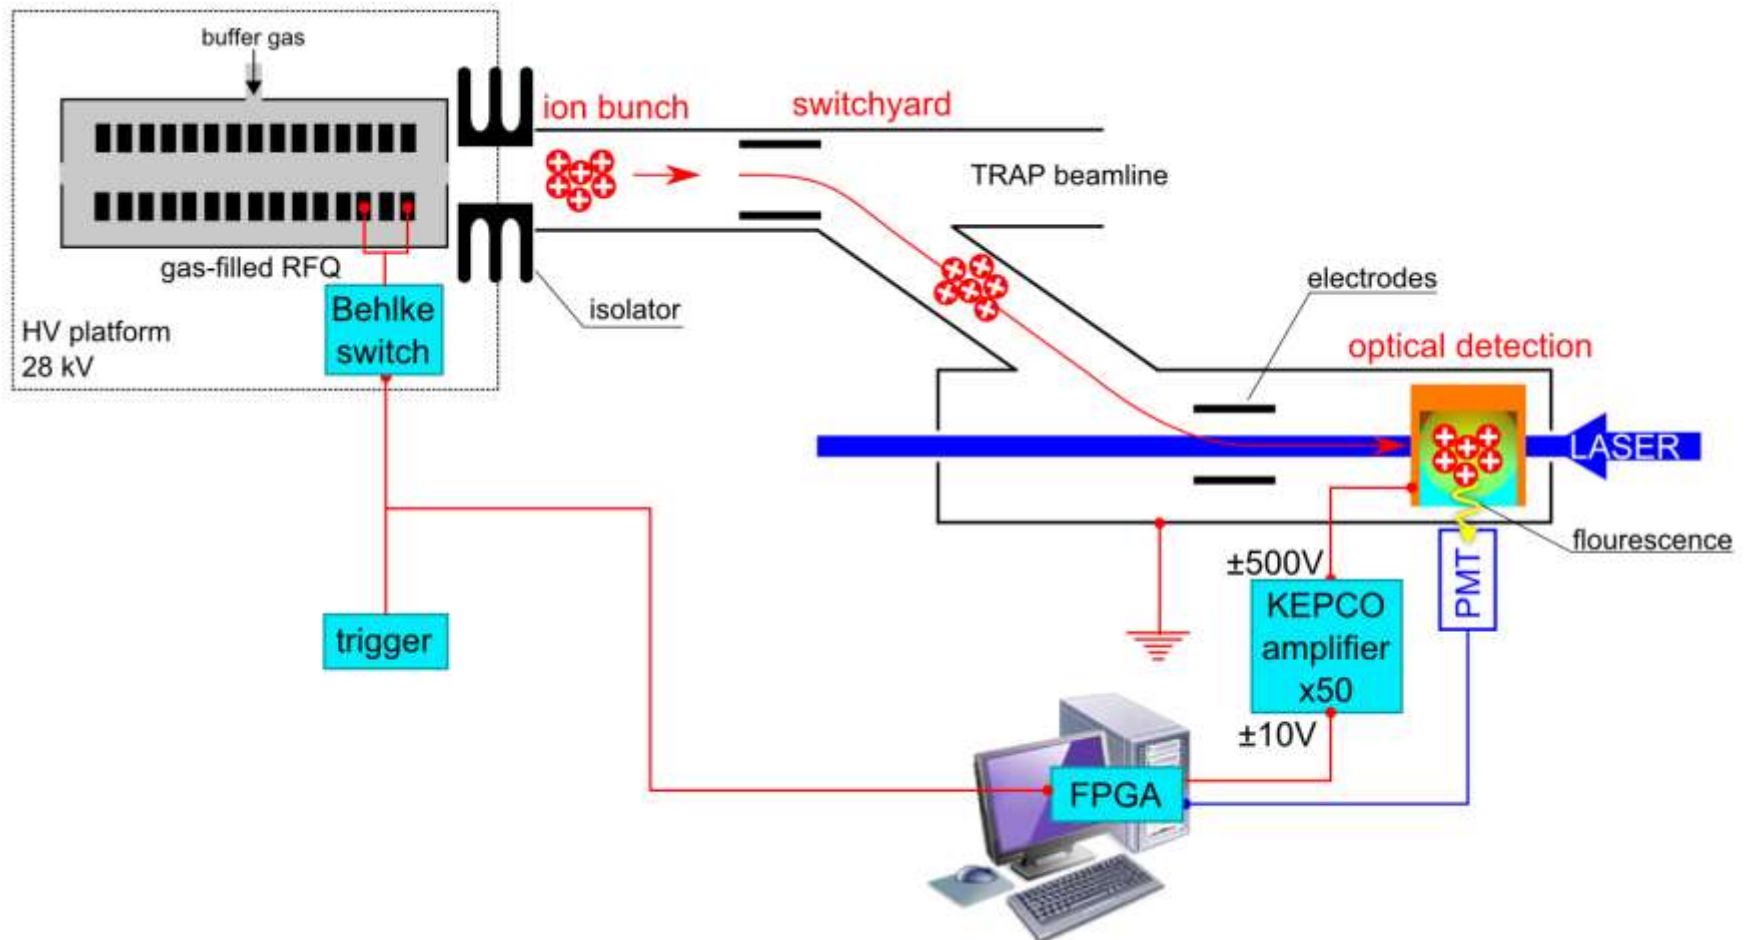 buffer gas
ion bunch
switchyard
TRAP beamline
gas-filled RFQ
isolator
electrodes
Behlke
switch
HV platform
28 kV
optical detection
LASER
flourescence
±500V
KEPCO
amplifier
x50
PMT
trigger
±10V
FPGA